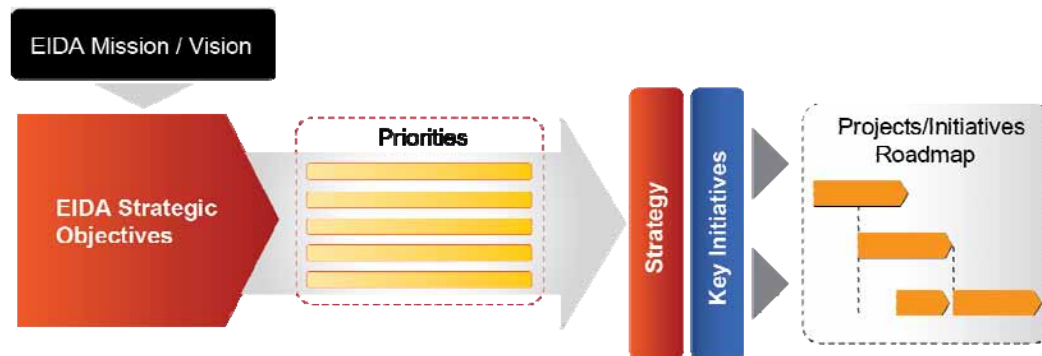 EIDA Mission / Vision
EIDA Strategic
Objectives
Priorities
Strategy
Key Initiatives
Projects/Initiatives
Roadmap